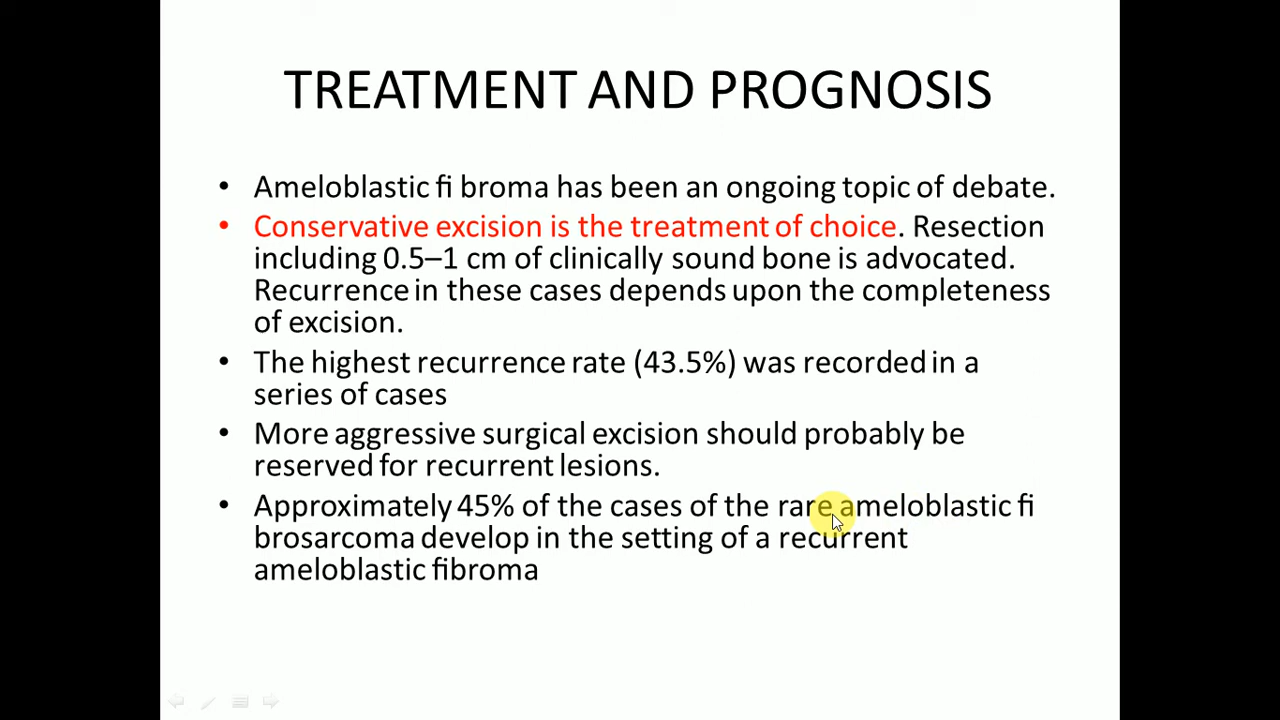 TREATMENT AND PROGNOSIS
• Ameloblastic fi broma has been an ongoing topic of debate.
• Conservative excision is the treatment of choice. Resection
including 0.5–1 cm of clinically sound bone is advocated.
Recurrence in these cases depends upon the completeness
of excision.
• The highest recurrence rate (43.5%) was recorded in a
series of cases
• More aggressive surgical excision should probably be
reserved for recurrent lesions.
• Approximately 45% of the cases of the rare ameloblastic fi
brosarcoma develop in the setting of a recurrent
ameloblastic fibroma